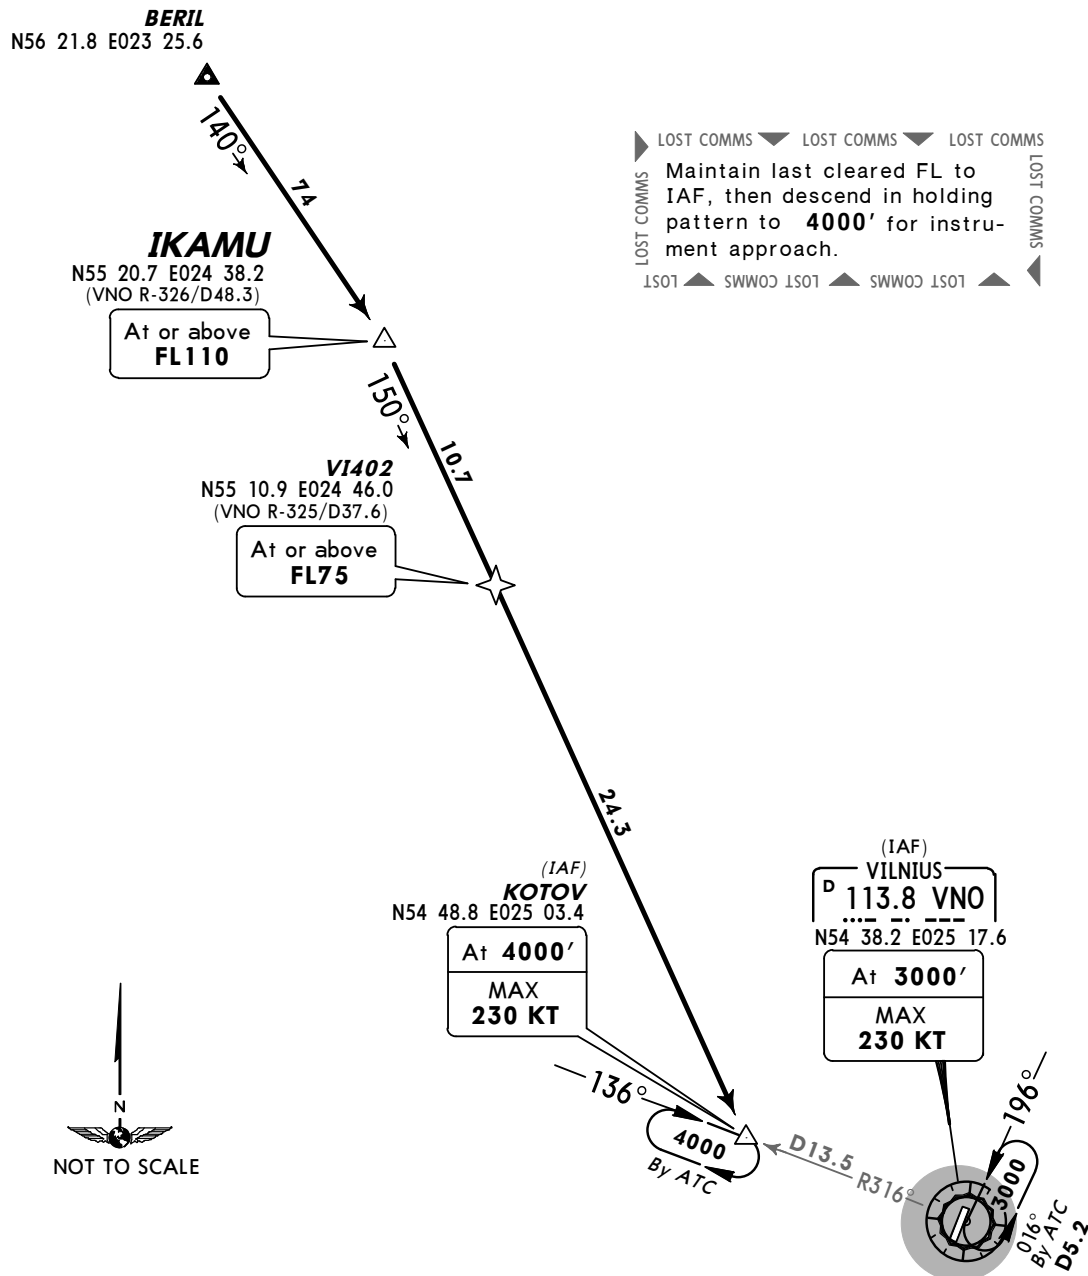 BERIL
N56 21.8 E023 25.6
140°
74
LOST COMMS LOST COMMS LOST COMMS
LOST COMMS
Maintain last cleared FL to
IAF, then descend in holding
pattern to 4000' for instru-
ment approach.
LOST COMMS
LOST COMMS LOST COMMS LOST
IKAMU
N55 20.7 E024 38.2
(VNO R-326/D48.3)
At or above
FL110
150°
10.7
VI402
N55 10.9 E024 46.0
(VNO R-325/D37.6)
At or above
FL75
24.3
(IAF)
KOTOV
N54 48.8 E025 03.4
At 4000'
MAX
230 KT
(IAF)
VILNIUS
D 113.8 VNO
N54 38.2 E025 17.6
At 3000'
MAX
230 KT
136°
4000
By ATC
D13.5
R316°
196°
3000
016°
By ATC
D5.2
N
NOT TO SCALE